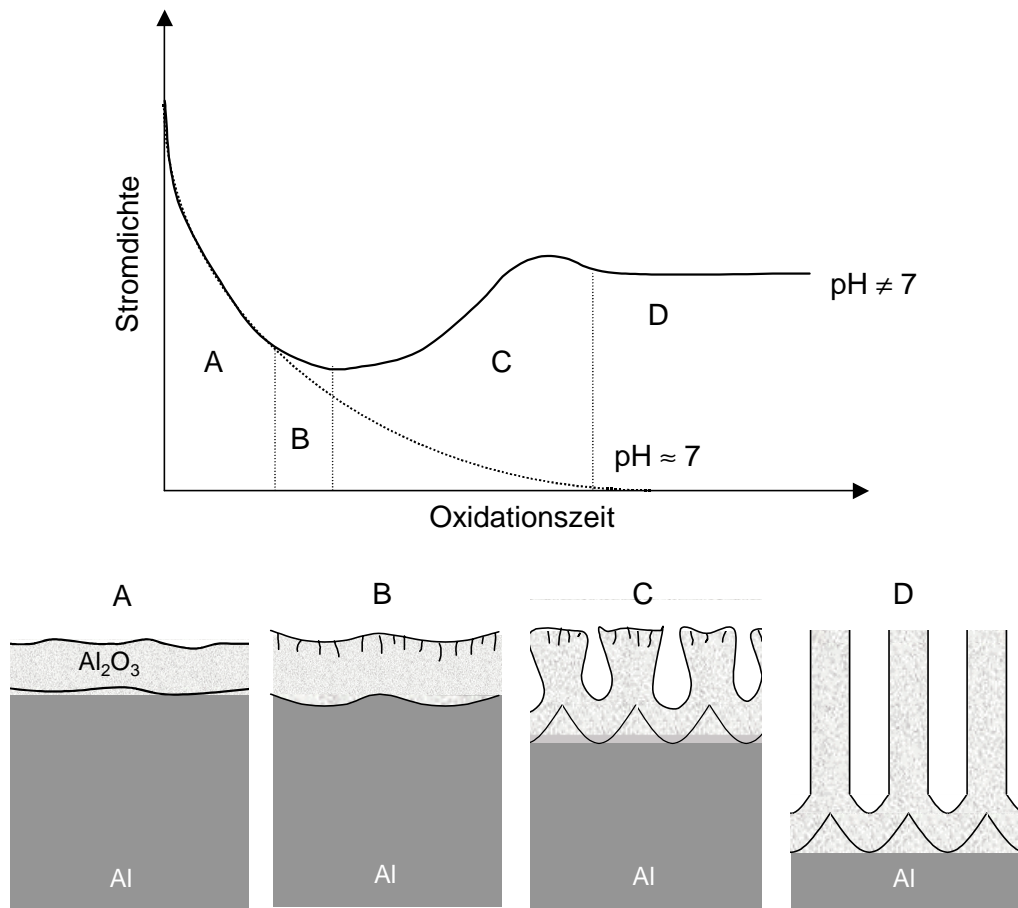 Stromdichte
A
B
C
D
pH ≠ 7
pH ≈ 7
Oxidationszeit
A
B
C
D
Al₂O₃
Al
Al
Al
Al